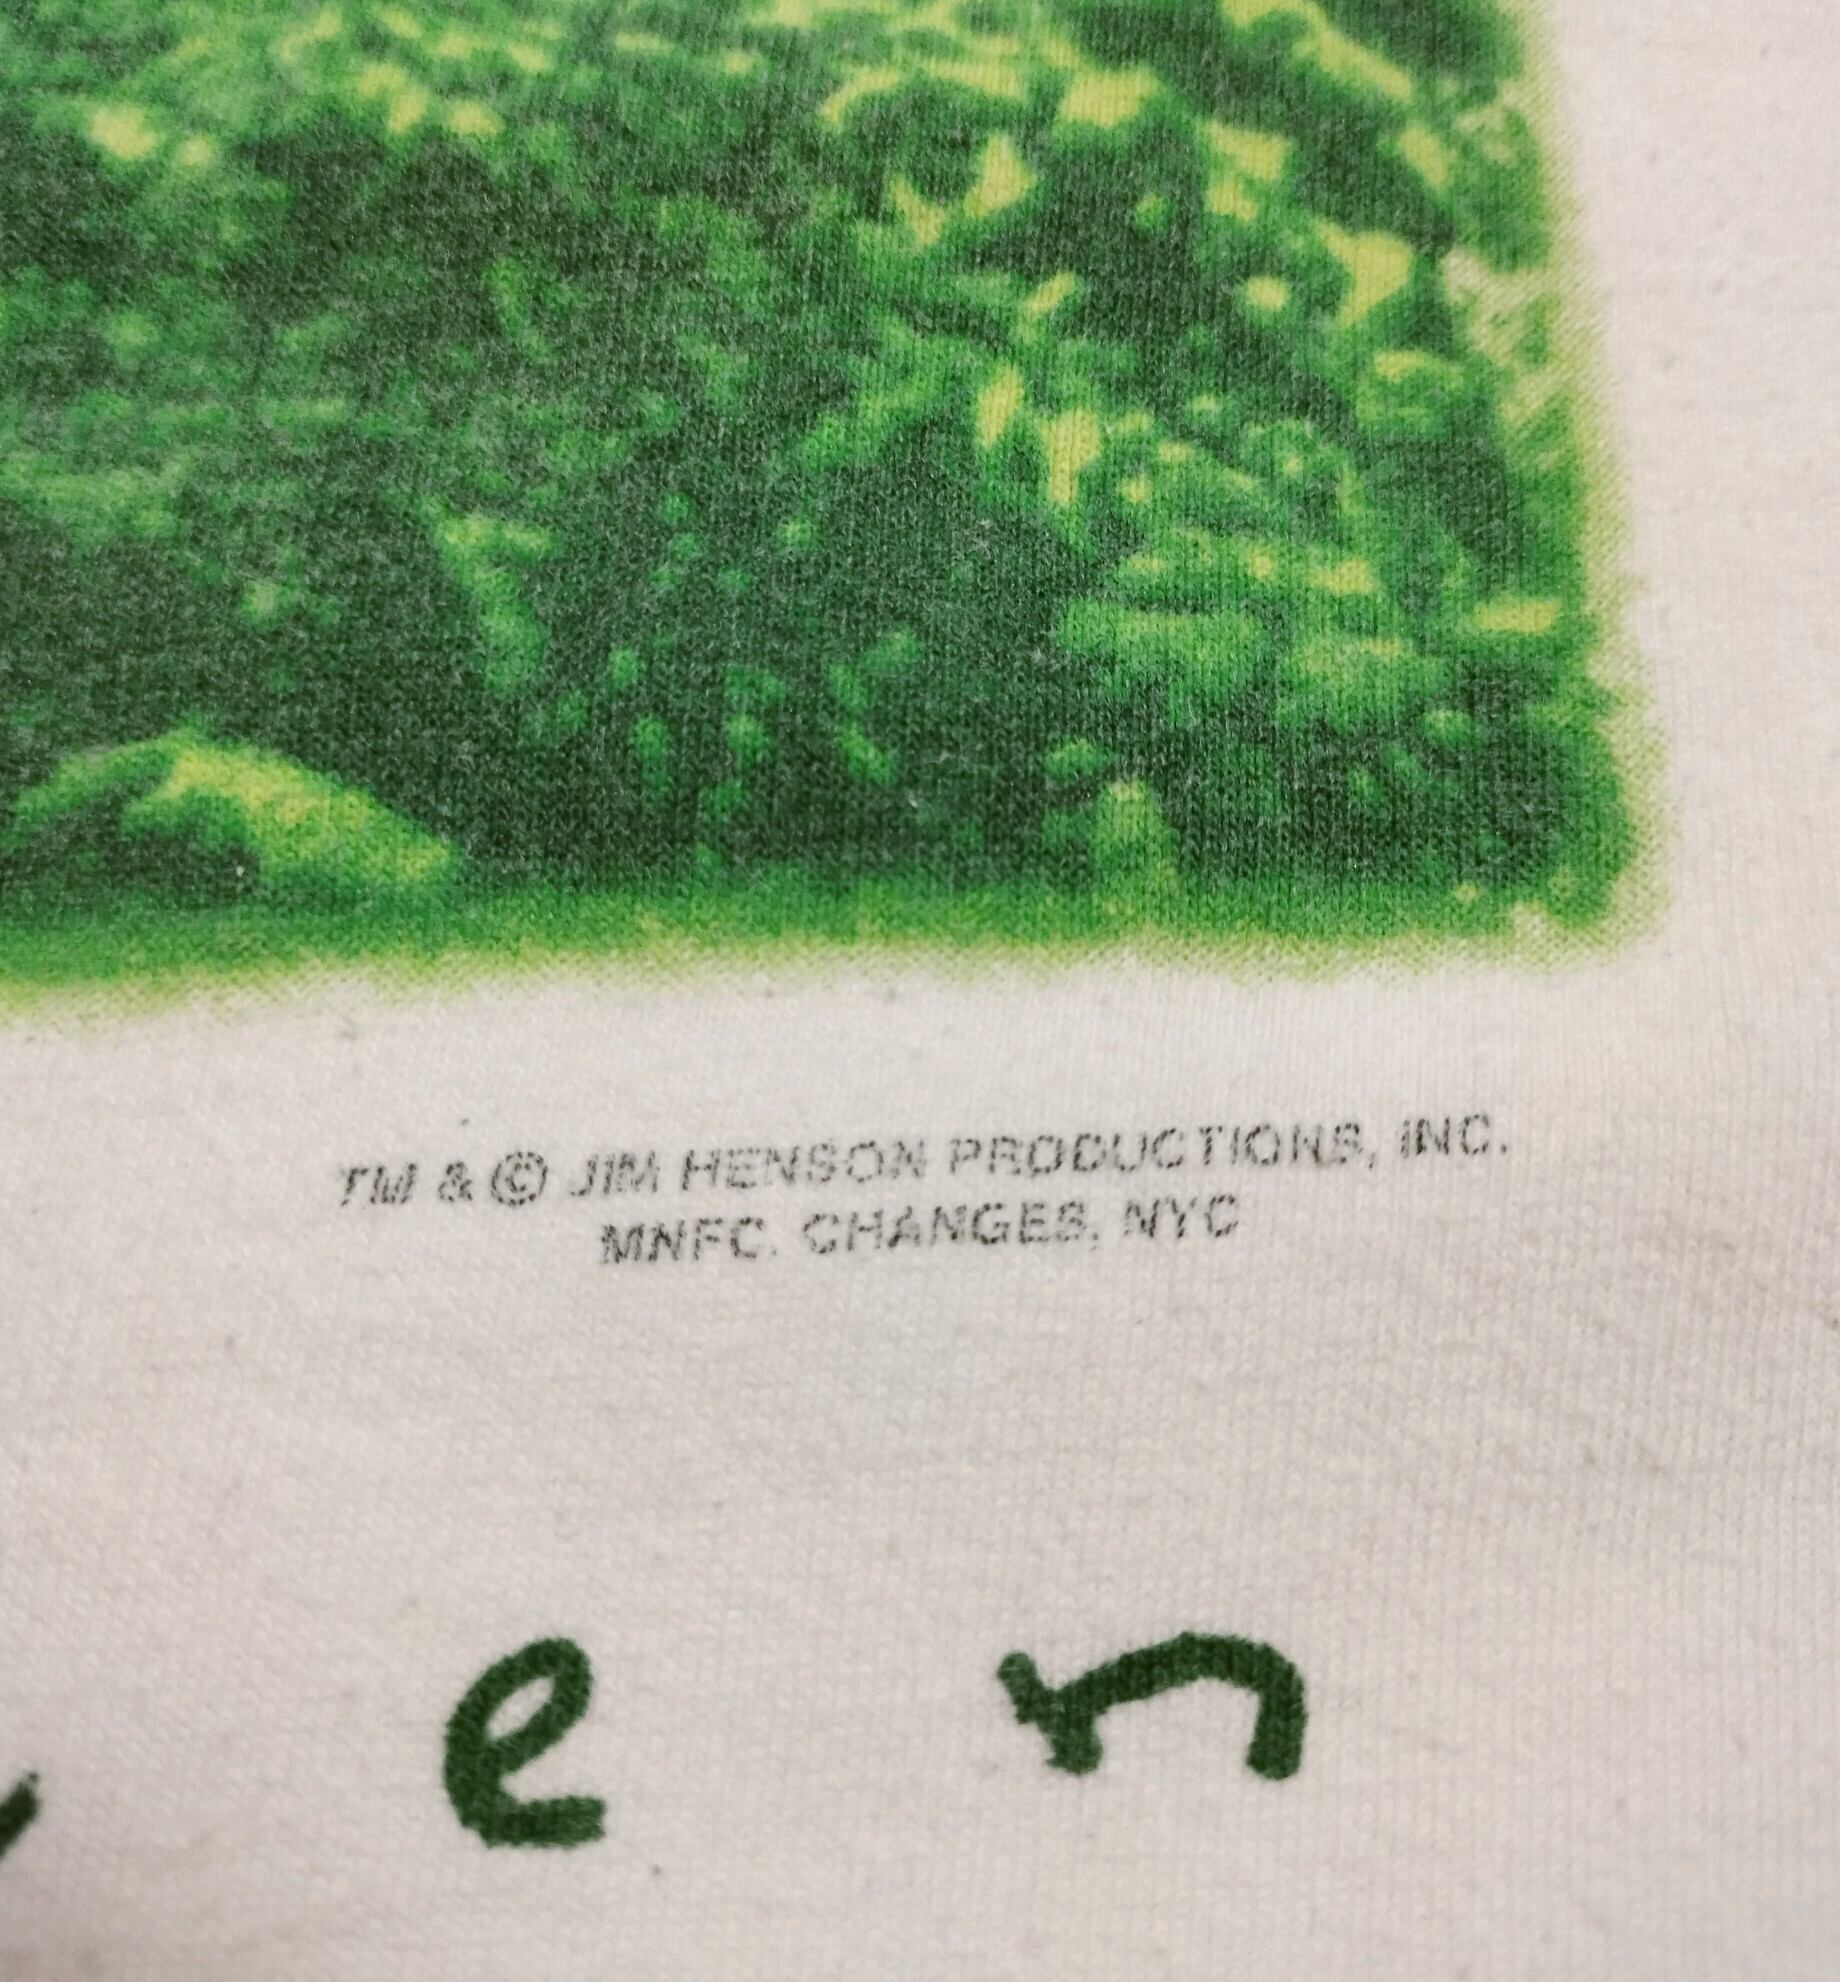 TM & © JIM HENSON PRODUCTIONS, INC.
MNFC. CHANGES, NYC
e n